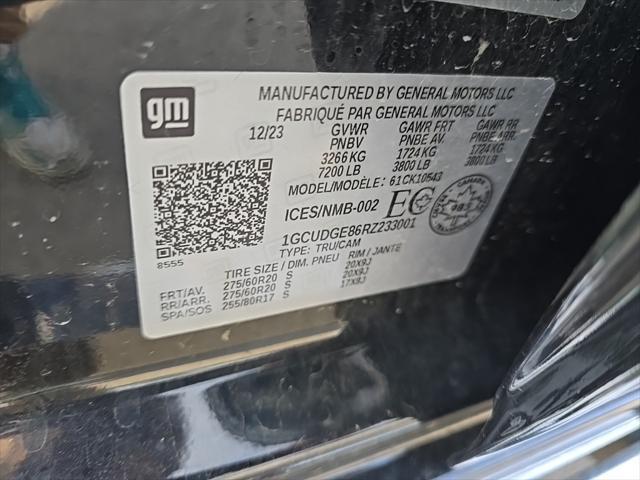 gm
MANUFACTURED BY GENERAL MOTORS LLC
FABRIQUÉ PAR GENERAL MOTORS LLC
12/23 GVWR GAWR FRT GAWR RR
PNBV PNBE AV. PNBE ARR.
3266 KG 1724 KG 1724 KG
7200 LB 3800 LB 3800 LB
MODEL/MODÈLE: 61CK10543
ICES/NMB-002 EC CANADA
1GCUDGE86RZ233001
TYPE: TRU/CAM
8555
TIRE SIZE / DIM. PNEU RIM / JANTE
FRT/AV. 275/60R20 S 20X9J
RR/ARR. 275/60R20 S 20X9J
SPA/SOS 255/80R17 S 17X8J